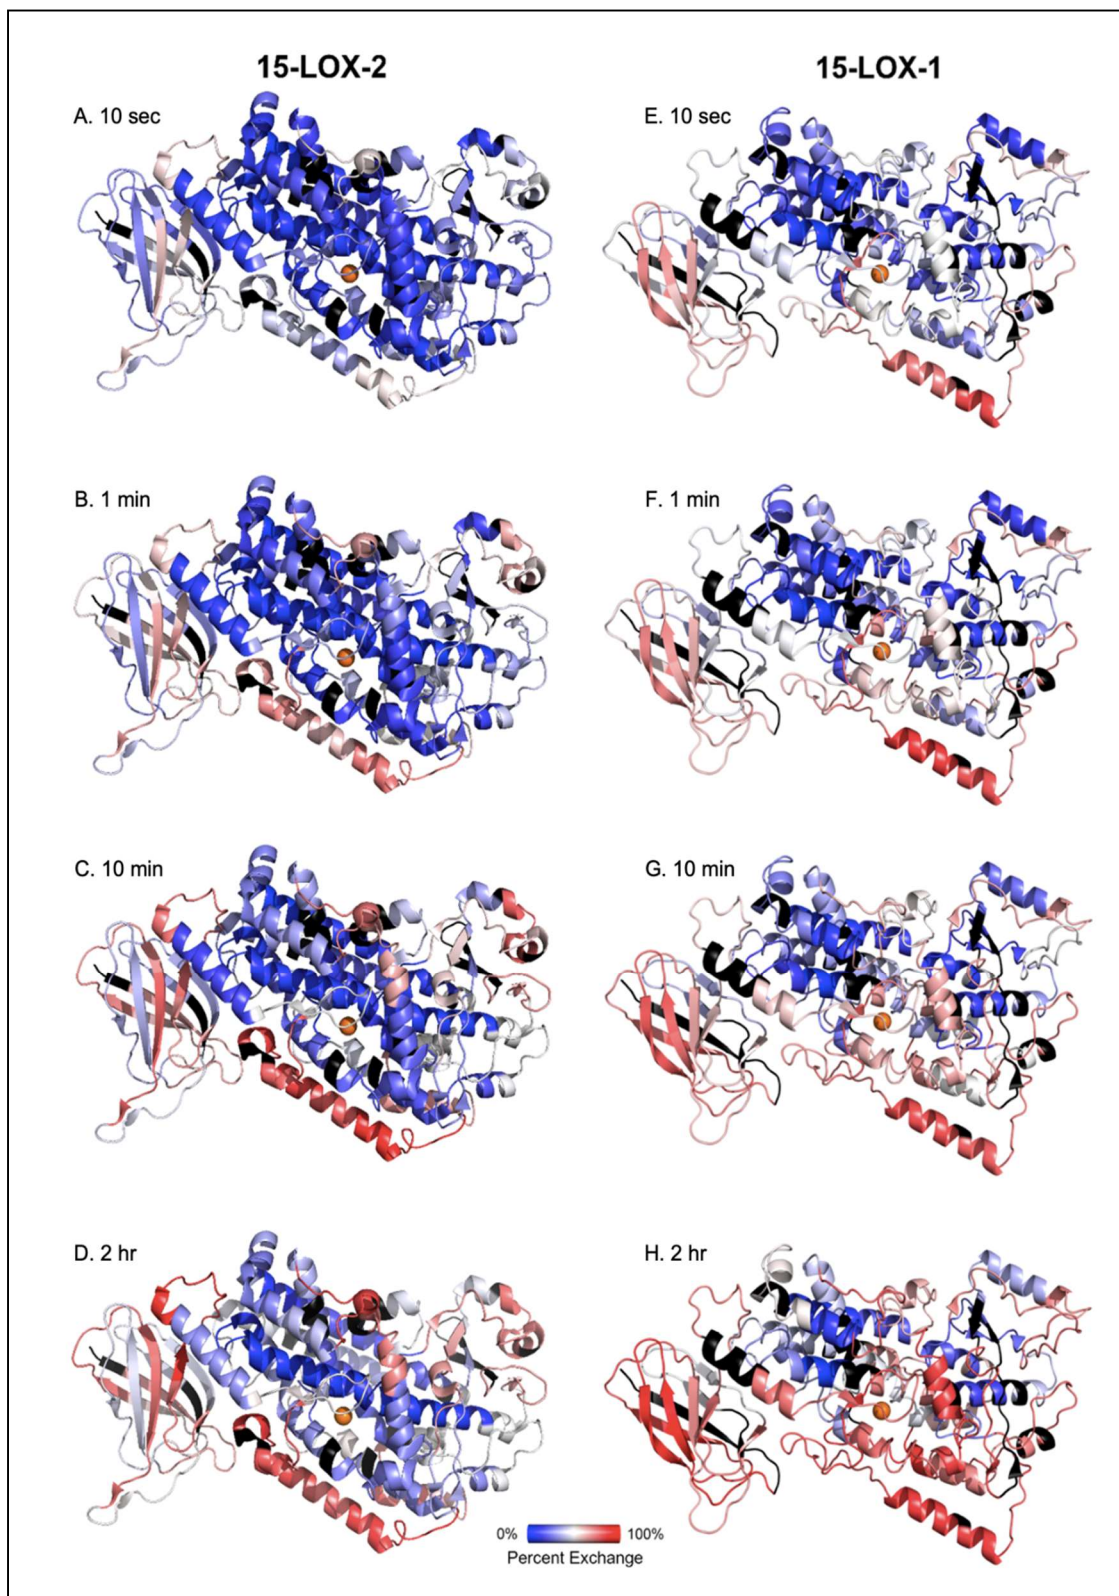 15-LOX-2
15-LOX-1
A. 10 sec
E. 10 sec
B. 1 min
F. 1 min
C. 10 min
G. 10 min
D. 2 hr
H. 2 hr
0% 100%
Percent Exchange